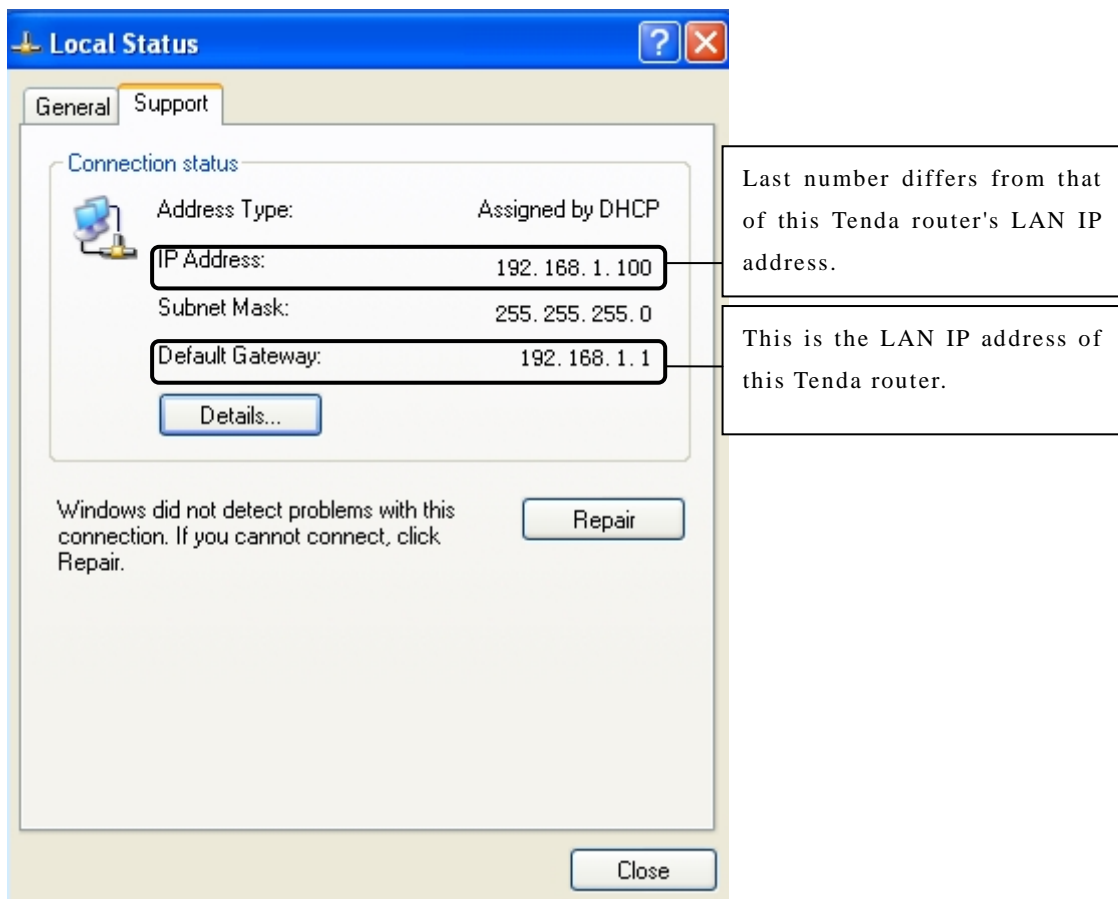 Local Status
General Support
Connection status
Address Type: Assigned by DHCP
IP Address: 192.168.1.100
Subnet Mask: 255.255.255.0
Default Gateway: 192.168.1.1
Details...
Windows did not detect problems with this
connection. If you cannot connect, click
Repair.
Repair
Close
Last number differs from that
of this Tenda router's LAN IP
address.
This is the LAN IP address of
this Tenda router.